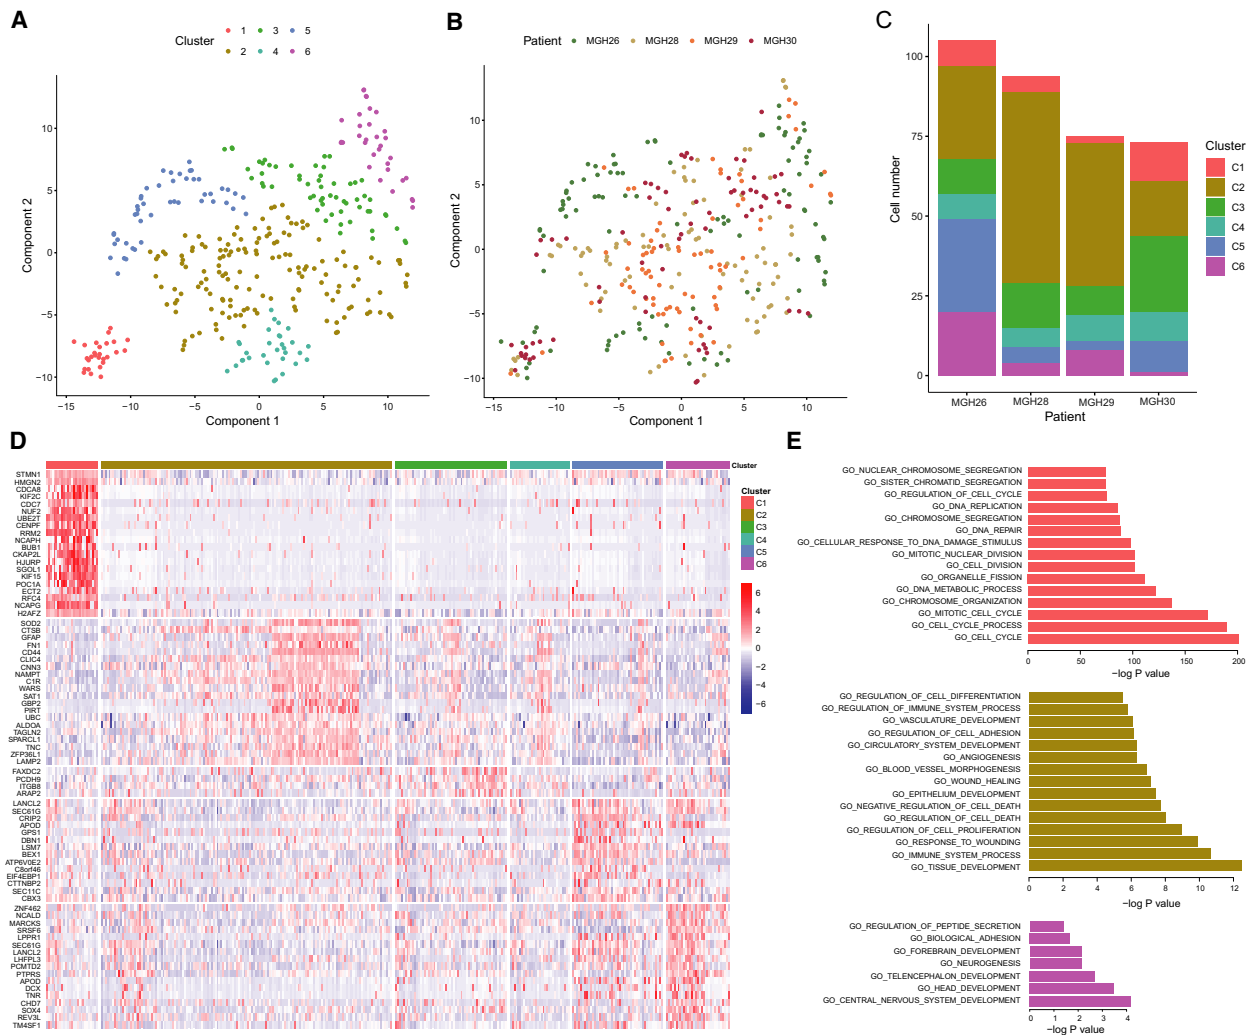 A
Cluster
1
3
5
2
4
6
10
5
0
−5
−10
−15
−10
−5
0
5
10
Component 1
Component 2
B
Patient
MGH26
MGH28
MGH29
MGH30
10
5
0
−5
−10
−15
−10
−5
0
5
10
Component 1
Component 2
C
100
75
50
25
0
Cell number
MGH26
MGH28
MGH29
MGH30
Patient
Cluster
C1
C2
C3
C4
C5
C6
D
Cluster
STMN1
HMGN2
CDCA8
KIF2C
CDC7
NUF2
UBE2T
CENPF
RRM2
NCAPH
BUB1
CKAP2L
HJURP
SGOL1
KIF15
POC1A
ECT2
RFC4
NCAPG
H2AFZ
SOD2
CTSB
GFAP
FN1
CD44
CLIC4
CNN3
NAMPT
C1R
WARS
SAT1
GBP2
PIRT
UBC
ALDOA
TAGLN2
SPARCL1
TNC
ZFP36L1
LAMP2
FAXDC2
PCDH9
ITGB8
ARAP2
LANCL2
SEC61G
CRIP2
APOD
GPS1
DBN1
LSM7
BEX1
ATP6V0E2
C8orf46
EIF4EBP1
CTTNBP2
SEC11C
CBX3
ZNF462
NCALD
MARCKS
SRSF6
LPPR1
SEC61G
LANCL2
LHFPL3
PCMTD2
PTPRS
APOD
DCX
TNR
CHD7
SOX4
REV3L
TM4SF1
Cluster
C1
C2
C3
C4
C5
C6
6
4
2
0
−2
−4
−6
E
GO_NUCLEAR_CHROMOSOME_SEGREGATION
GO_SISTER_CHROMATID_SEGREGATION
GO_REGULATION_OF_CELL_CYCLE
GO_DNA_REPLICATION
GO_CHROMOSOME_SEGREGATION
GO_DNA_REPAIR
GO_CELLULAR_RESPONSE_TO_DNA_DAMAGE_STIMULUS
GO_MITOTIC_NUCLEAR_DIVISION
GO_CELL_DIVISION
GO_ORGANELLE_FISSION
GO_DNA_METABOLIC_PROCESS
GO_CHROMOSOME_ORGANIZATION
GO_MITOTIC_CELL_CYCLE
GO_CELL_CYCLE_PROCESS
GO_CELL_CYCLE
0
50
100
150
200
−log P value
GO_REGULATION_OF_CELL_DIFFERENTIATION
GO_REGULATION_OF_IMMUNE_SYSTEM_PROCESS
GO_VASCULATURE_DEVELOPMENT
GO_REGULATION_OF_CELL_ADHESION
GO_CIRCULATORY_SYSTEM_DEVELOPMENT
GO_ANGIOGENESIS
GO_BLOOD_VESSEL_MORPHOGENESIS
GO_WOUND_HEALING
GO_EPITHELIUM_DEVELOPMENT
GO_NEGATIVE_REGULATION_OF_CELL_DEATH
GO_REGULATION_OF_CELL_DEATH
GO_REGULATION_OF_CELL_PROLIFERATION
GO_RESPONSE_TO_WOUNDING
GO_IMMUNE_SYSTEM_PROCESS
GO_TISSUE_DEVELOPMENT
0
2
4
6
8
10
12
−log P value
GO_REGULATION_OF_PEPTIDE_SECRETION
GO_BIOLOGICAL_ADHESION
GO_FOREBRAIN_DEVELOPMENT
GO_NEUROGENESIS
GO_TELENCEPHALON_DEVELOPMENT
GO_HEAD_DEVELOPMENT
GO_CENTRAL_NERVOUS_SYSTEM_DEVELOPMENT
0
1
2
3
4
−log P value